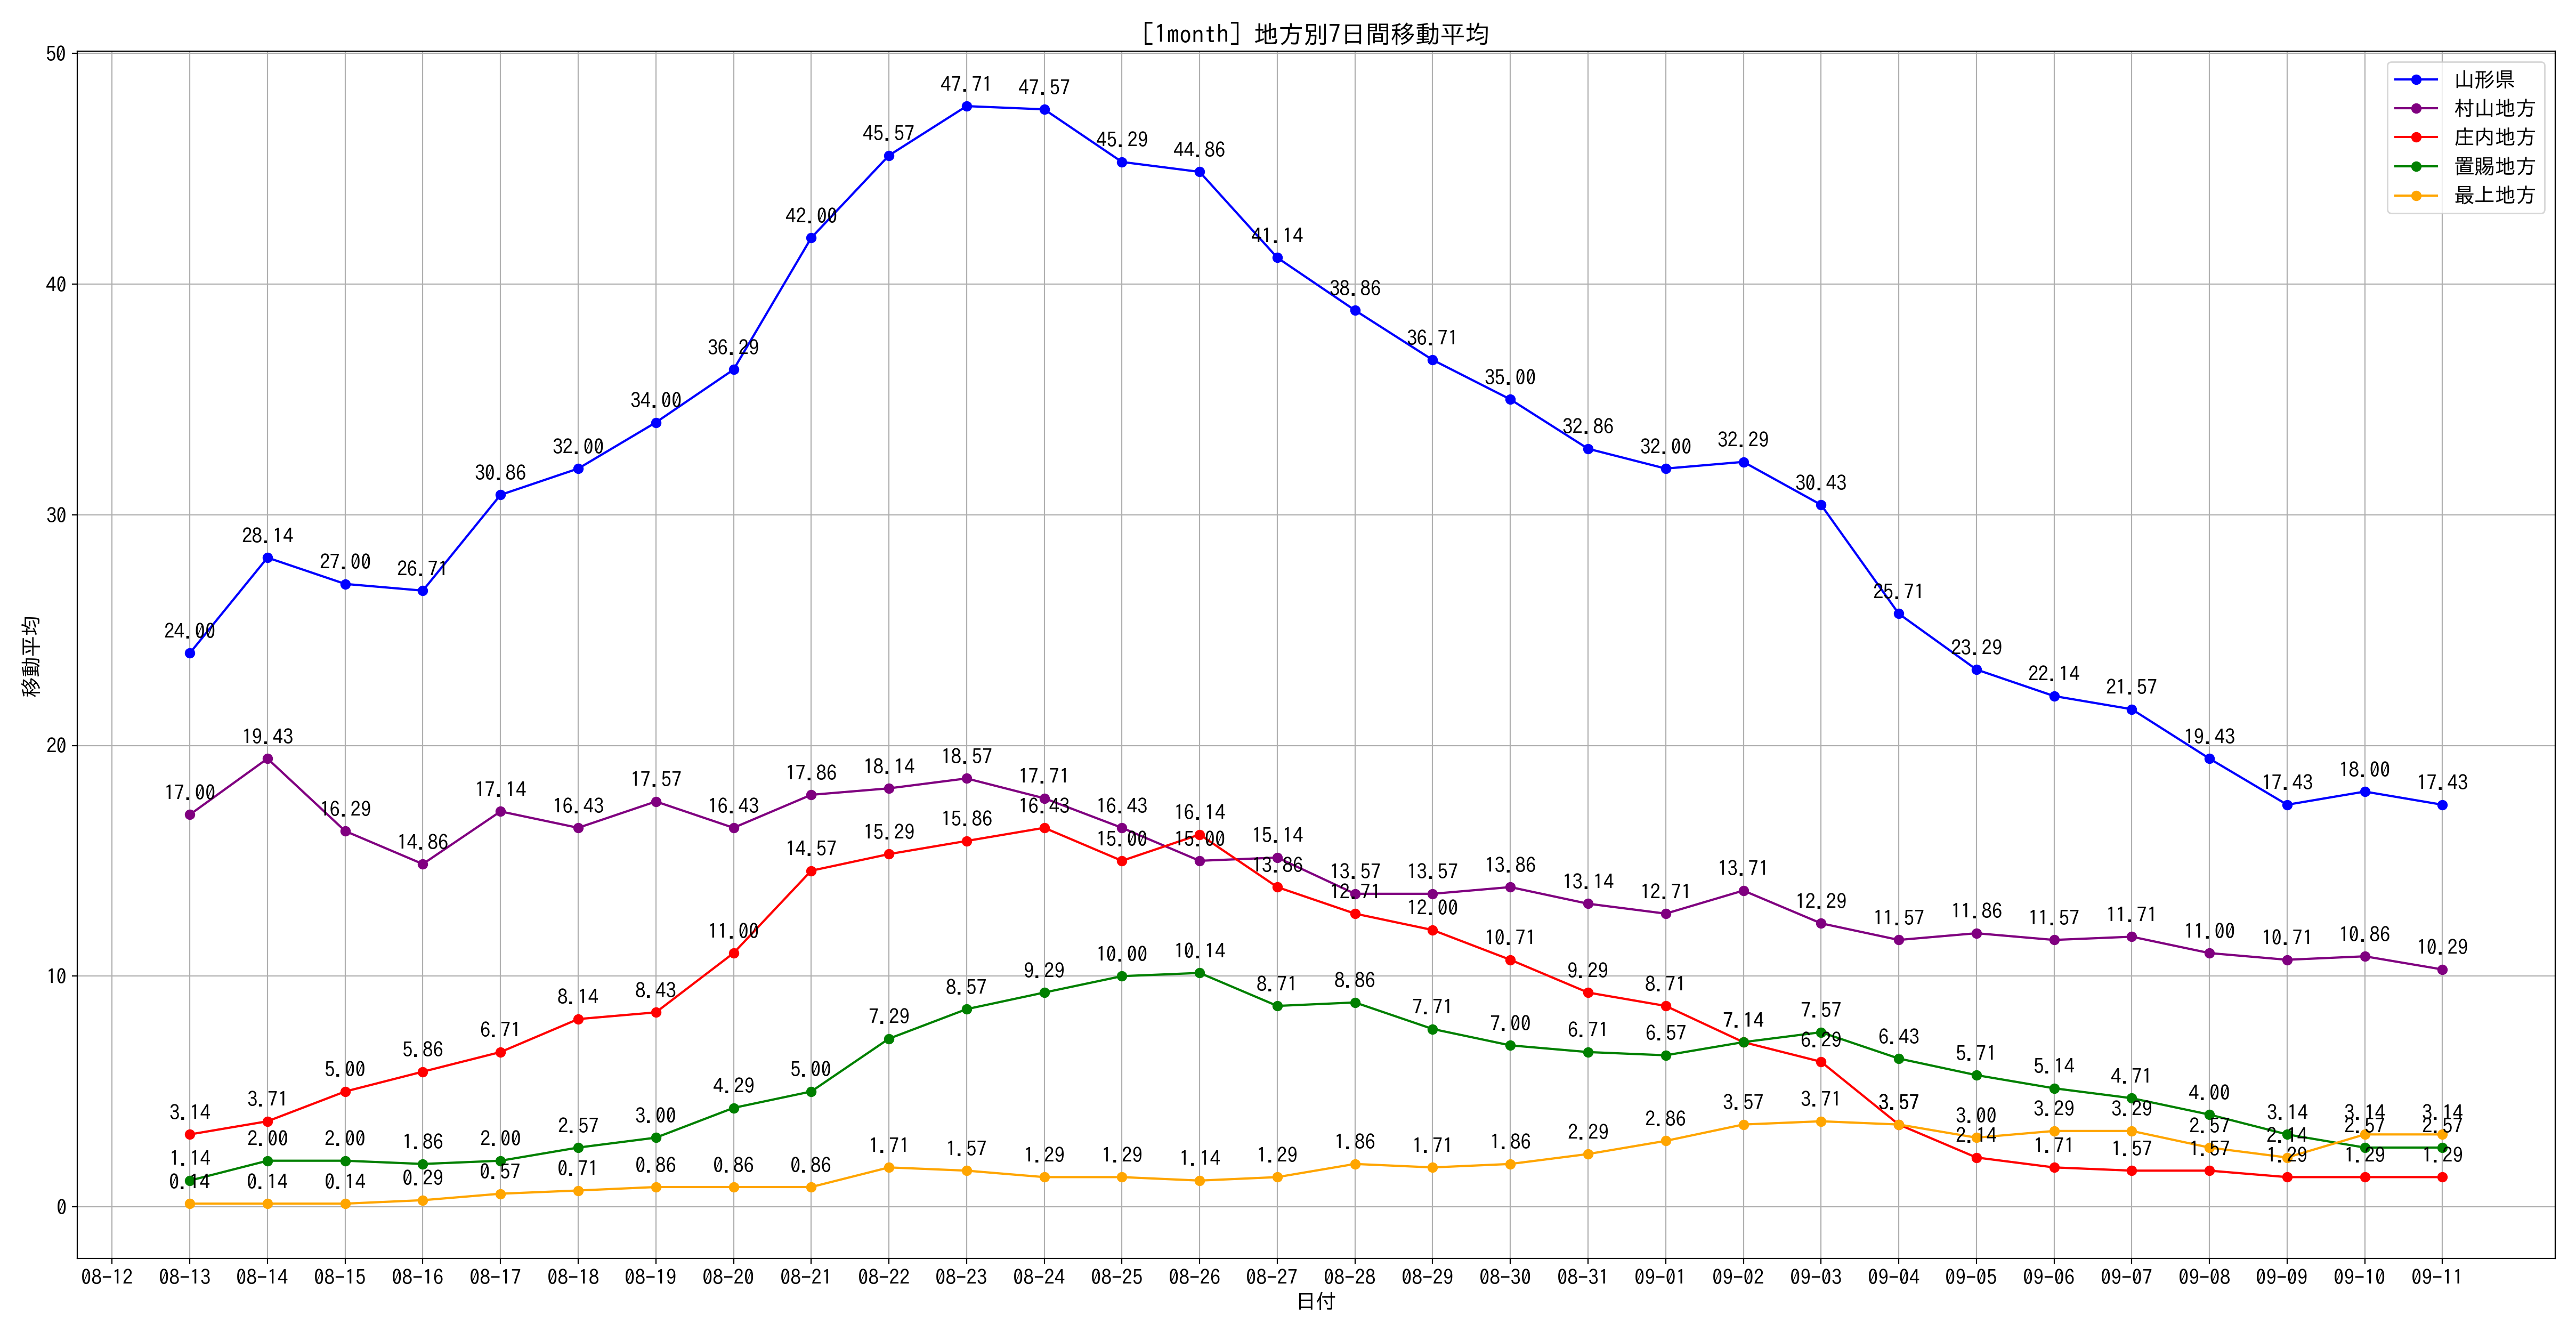 [1month] 地方別7日間移動平均
山形県
村山地方
庄内地方
置賜地方
最上地方
移動平均
50
40
30
20
10
0
24.00 28.14 27.00 26.71 30.86 32.00 34.00 36.29 42.00 45.57 47.71 47.57 45.29 44.86 41.14 38.86 36.71 35.00 32.86 32.00 32.29 30.43 25.71 23.29 22.14 21.57 19.43 17.43 18.00 17.43
17.00 19.43 16.29 14.86 17.14 16.43 17.57 16.43 17.86 18.14 18.57 17.71 16.43 15.00 15.14 13.57 13.57 13.86 13.14 12.71 13.71 12.29 11.57 11.86 11.57 11.71 11.00 10.71 10.86 10.29
3.14 3.71 5.00 5.86 6.71 8.14 8.43 11.00 14.57 15.29 15.86 16.43 15.00 16.14 13.86 12.71 12.00 10.71 9.29 8.71 7.14 6.29 3.57 2.14 1.71 1.57 1.57 1.29 1.29 1.29
1.14 2.00 2.00 1.86 2.00 2.57 3.00 4.29 5.00 7.29 8.57 9.29 10.00 10.14 8.71 8.86 7.71 7.00 6.71 6.57 7.14 7.57 6.43 5.71 5.14 4.71 4.00 3.14 2.57 2.57
0.14 0.14 0.14 0.29 0.57 0.71 0.86 0.86 0.86 1.71 1.57 1.29 1.29 1.14 1.29 1.86 1.71 1.86 2.29 2.86 3.57 3.71 3.57 3.00 3.29 3.29 2.57 2.14 3.14 3.14
08-12 08-13 08-14 08-15 08-16 08-17 08-18 08-19 08-20 08-21 08-22 08-23 08-24 08-25 08-26 08-27 08-28 08-29 08-30 08-31 09-01 09-02 09-03 09-04 09-05 09-06 09-07 09-08 09-09 09-10 09-11
日付